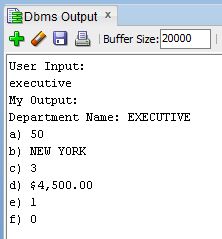 Dbms Output x
Buffer Size: 20000
User Input:
executive
My Output:
Department Name: EXECUTIVE
a) 50
b) NEW YORK
c) 3
d) $4,500.00
e) 1
f) 0